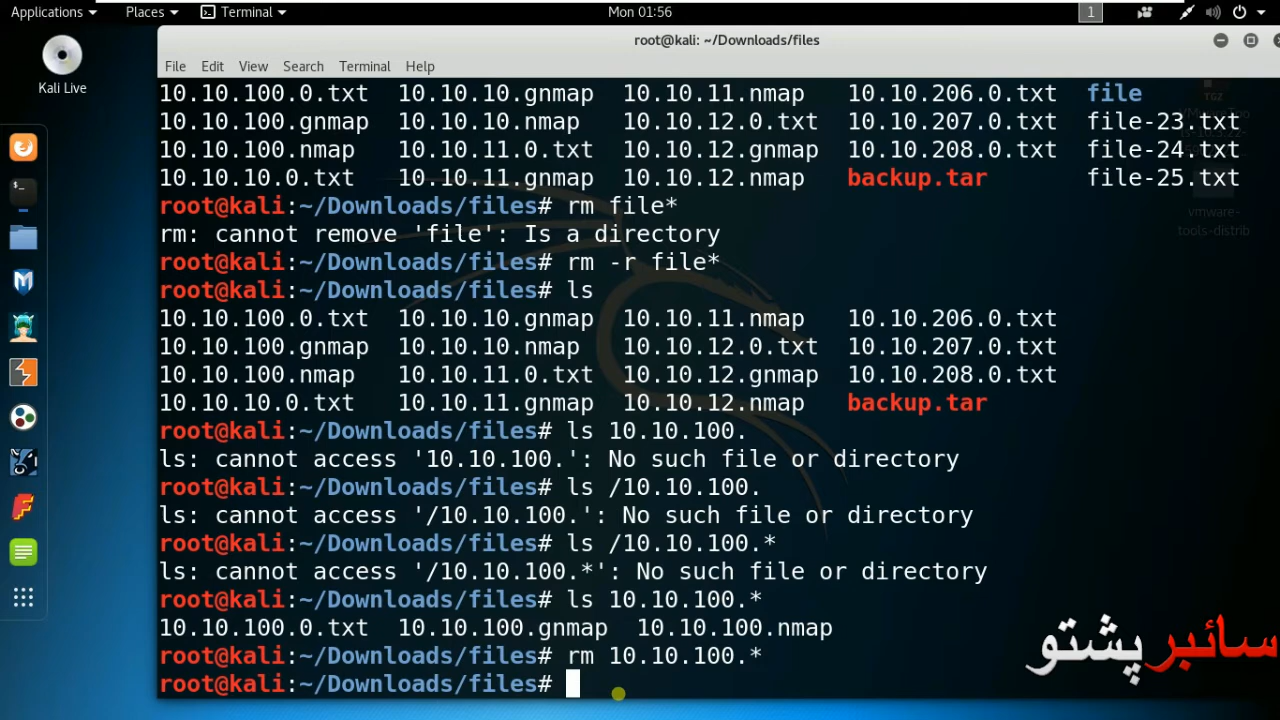 Applications Places Terminal Mon 01:56 1
root@kali: ~/Downloads/files
File Edit View Search Terminal Help
Kali Live
10.10.100.0.txt 10.10.10.gnmap 10.10.11.nmap 10.10.206.0.txt file
10.10.100.gnmap 10.10.10.nmap 10.10.12.0.txt 10.10.207.0.txt file-23.txt
10.10.100.nmap 10.10.11.0.txt 10.10.12.gnmap 10.10.208.0.txt file-24.txt
10.10.10.0.txt 10.10.11.gnmap 10.10.12.nmap backup.tar file-25.txt
root@kali:~/Downloads/files# rm file*
rm: cannot remove 'file': Is a directory
root@kali:~/Downloads/files# rm -r file*
root@kali:~/Downloads/files# ls
10.10.100.0.txt 10.10.10.gnmap 10.10.11.nmap 10.10.206.0.txt
10.10.100.gnmap 10.10.10.nmap 10.10.12.0.txt 10.10.207.0.txt
10.10.100.nmap 10.10.11.0.txt 10.10.12.gnmap 10.10.208.0.txt
10.10.10.0.txt 10.10.11.gnmap 10.10.12.nmap backup.tar
root@kali:~/Downloads/files# ls 10.10.100.
ls: cannot access '10.10.100.': No such file or directory
root@kali:~/Downloads/files# ls /10.10.100.
ls: cannot access '/10.10.100.': No such file or directory
root@kali:~/Downloads/files# ls /10.10.100.*
ls: cannot access '/10.10.100.*': No such file or directory
root@kali:~/Downloads/files# ls 10.10.100.*
10.10.100.0.txt 10.10.100.gnmap 10.10.100.nmap
root@kali:~/Downloads/files# rm 10.10.100.*
root@kali:~/Downloads/files#
TGZ
vmware-
tools-distrib
سائبر پشتو